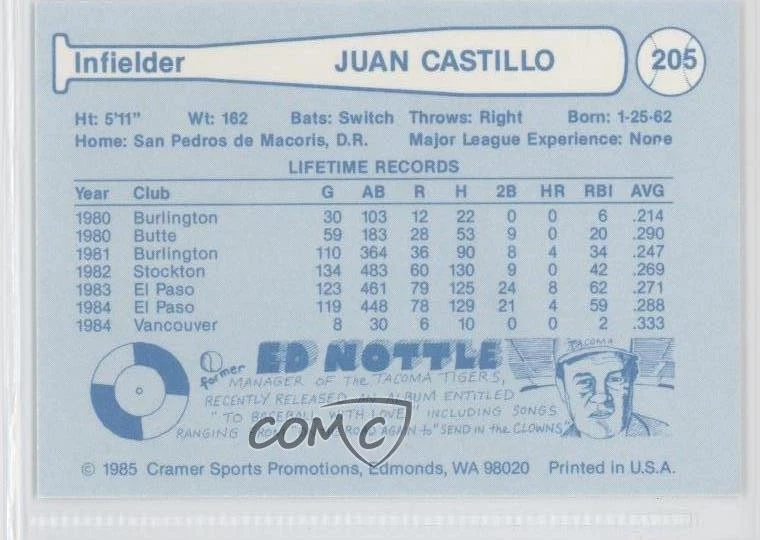 Infielder JUAN CASTILLO 205
Ht: 5'11" Wt: 162 Bats: Switch Throws: Right Born: 1-25-62
Home: San Pedros de Macoris, D.R. Major League Experience: None
LIFETIME RECORDS
Year Club G AB R H 2B HR RBI AVG
1980 Burlington 30 103 12 22 0 0 6 .214
1980 Butte 59 183 28 53 9 0 20 .290
1981 Burlington 110 364 36 90 8 4 34 .247
1982 Stockton 134 483 60 130 9 0 42 .269
1983 El Paso 123 461 79 125 24 8 62 .271
1984 El Paso 119 448 78 129 21 4 59 .288
1984 Vancouver 8 30 6 10 0 0 2 .333
former ED NOTTLE TACOMA
MANAGER OF THE TACOMA TIGERS,
RECENTLY RELEASED AN ALBUM ENTITLED
"TO BASEBALL WITH LOVE" INCLUDING SONGS
RANGING AGAIN to "SEND IN the CLOWNS"
COMC
© 1985 Cramer Sports Promotions, Edmonds, WA 98020 Printed in U.S.A.